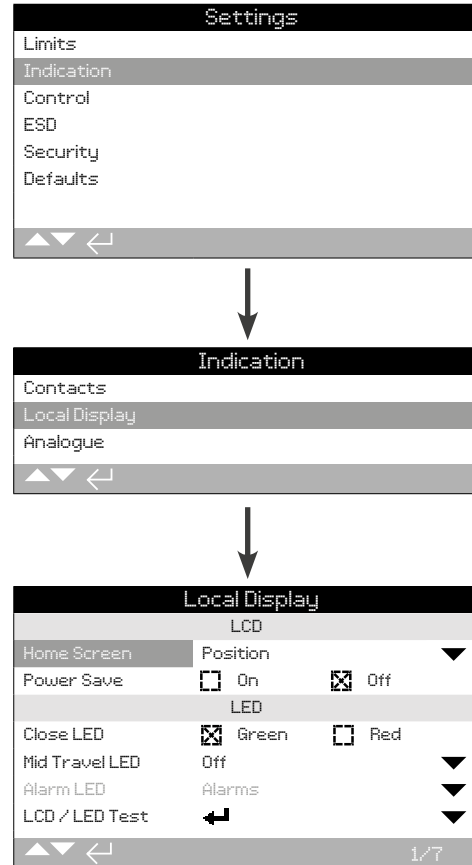 Settings
Limits
Indication
Control
ESD
Security
Defaults
Indication
Contacts
Local Display
Analogue
Local Display
LCD
Home Screen Position
Power Save On Off
LED
Close LED Green Red
Mid Travel LED Off
Alarm LED Alarms
LCD / LED Test
1/7